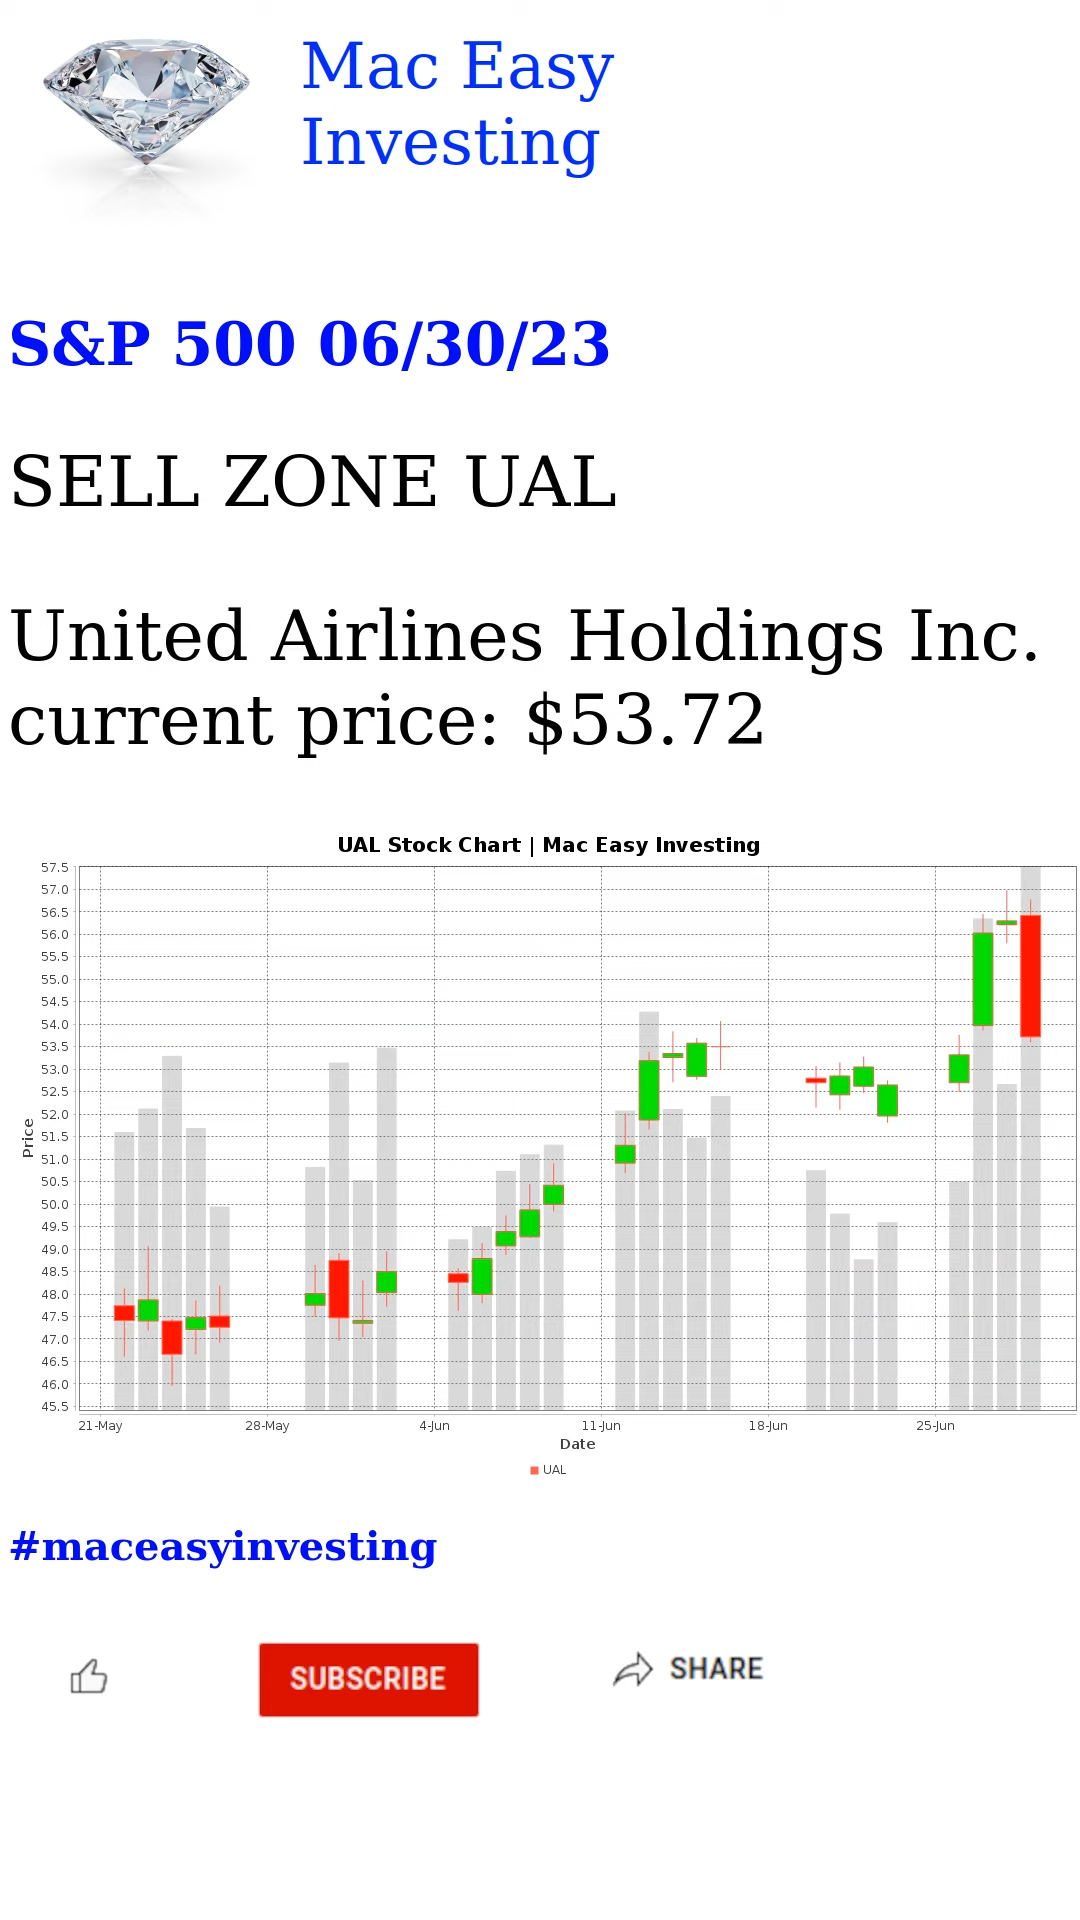 Mac Easy
Investing
S&P 500 06/30/23
SELL ZONE UAL
United Airlines Holdings Inc.
current price: $53.72
UAL Stock Chart | Mac Easy Investing
57.5
57.0
56.5
56.0
55.5
55.0
54.5
54.0
53.5
53.0
52.5
52.0
51.5
51.0
50.5
50.0
49.5
49.0
48.5
48.0
47.5
47.0
46.5
46.0
45.5
Price
21-May 28-May 4-Jun 11-Jun 18-Jun 25-Jun
Date
UAL
#maceasyinvesting
SUBSCRIBE SHARE